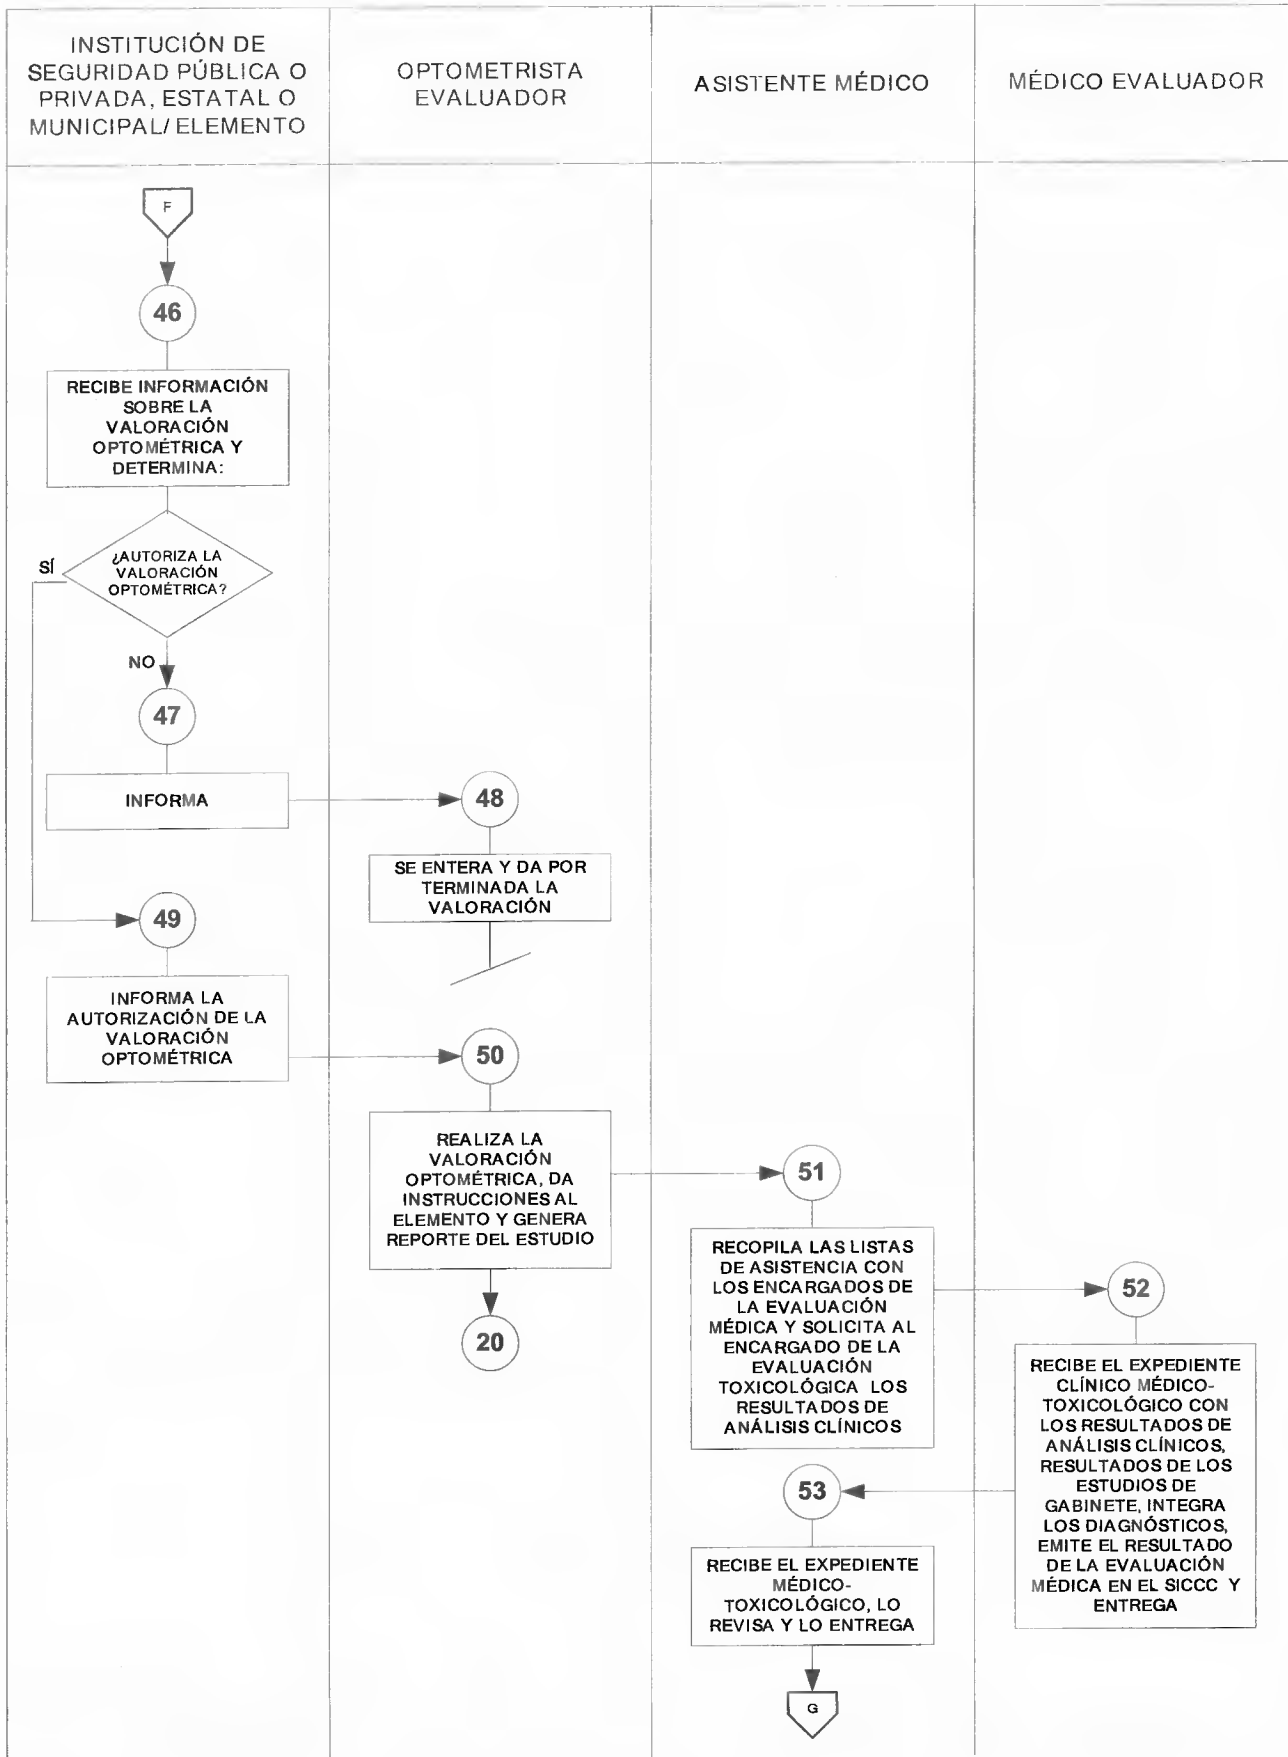 INSTITUCIÓN DE
SEGURIDAD PÚBLICA O
PRIVADA, ESTATAL O
MUNICIPAL/ ELEMENTO
OPTOMETRISTA
EVALUADOR
ASISTENTE MÉDICO
MÉDICO EVALUADOR
F
46
RECIBE INFORMACIÓN
SOBRE LA
VALORACIÓN
OPTOMÉTRICA Y
DETERMINA:
¿AUTORIZA LA
VALORACIÓN
OPTOMÉTRICA?
SÍ
NO
47
INFORMA
48
SE ENTERA Y DA POR
TERMINADA LA
VALORACIÓN
49
INFORMA LA
AUTORIZACIÓN DE LA
VALORACIÓN
OPTOMÉTRICA
50
REALIZA LA
VALORACIÓN
OPTOMÉTRICA, DA
INSTRUCCIONES AL
ELEMENTO Y GENERA
REPORTE DEL ESTUDIO
20
51
RECOPILA LAS LISTAS
DE ASISTENCIA CON
LOS ENCARGADOS DE
LA EVALUACIÓN
MÉDICA Y SOLICITA AL
ENCARGADO DE LA
EVALUACIÓN
TOXICOLÓGICA LOS
RESULTADOS DE
ANÁLISIS CLÍNICOS
52
RECIBE EL EXPEDIENTE
CLÍNICO MÉDICO-
TOXICOLÓGICO CON
LOS RESULTADOS DE
ANÁLISIS CLÍNICOS,
RESULTADOS DE LOS
ESTUDIOS DE
GABINETE, INTEGRA
LOS DIAGNÓSTICOS,
EMITE EL RESULTADO
DE LA EVALUACIÓN
MÉDICA EN EL SICCC Y
ENTREGA
53
RECIBE EL EXPEDIENTE
MÉDICO-
TOXICOLÓGICO, LO
REVISA Y LO ENTREGA
G